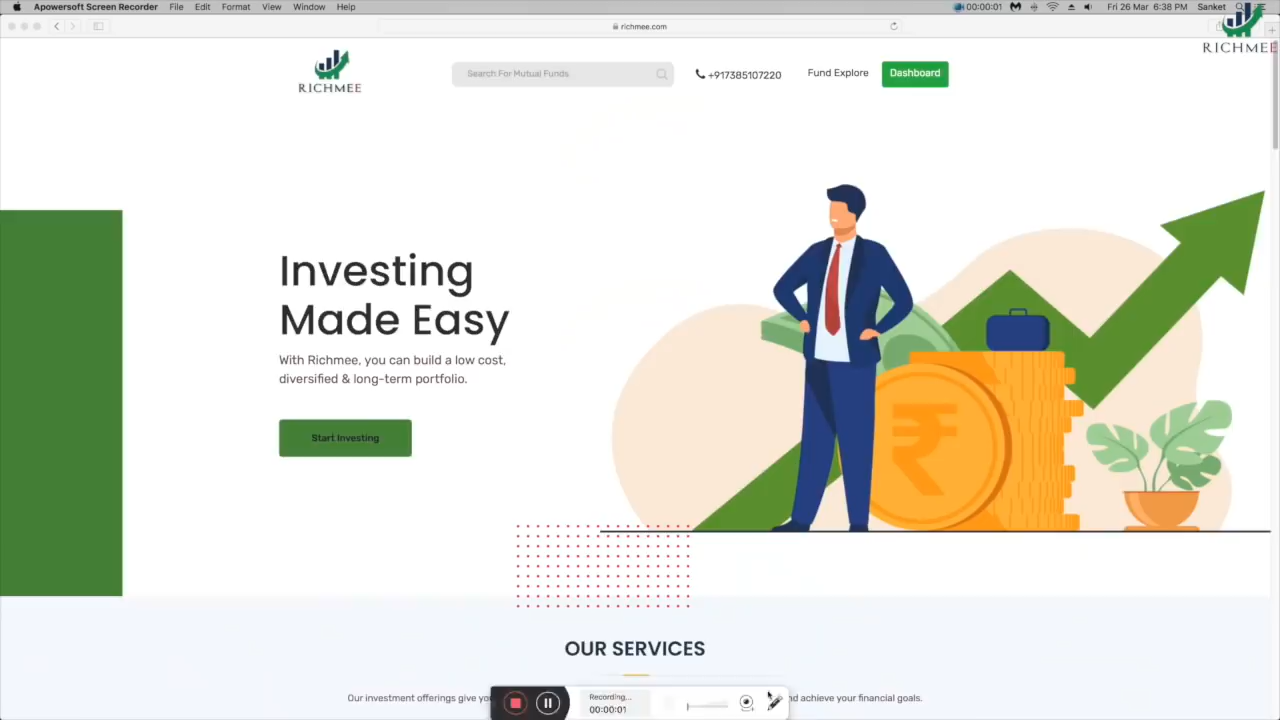 Apowersoft Screen Recorder File Edit Format View Window Help
00:00:01 Fri 26 Mar 6:38 PM Sanket
richmee.com
RICHMEE
RICHMEE
Search For Mutual Funds
+917385107220
Fund Explore
Dashboard
Investing
Made Easy
With Richmee, you can build a low cost,
diversified & long-term portfolio.
Start Investing
₹
OUR SERVICES
Our investment offerings give
nd achieve your financial goals.
Recording...
00:00:01